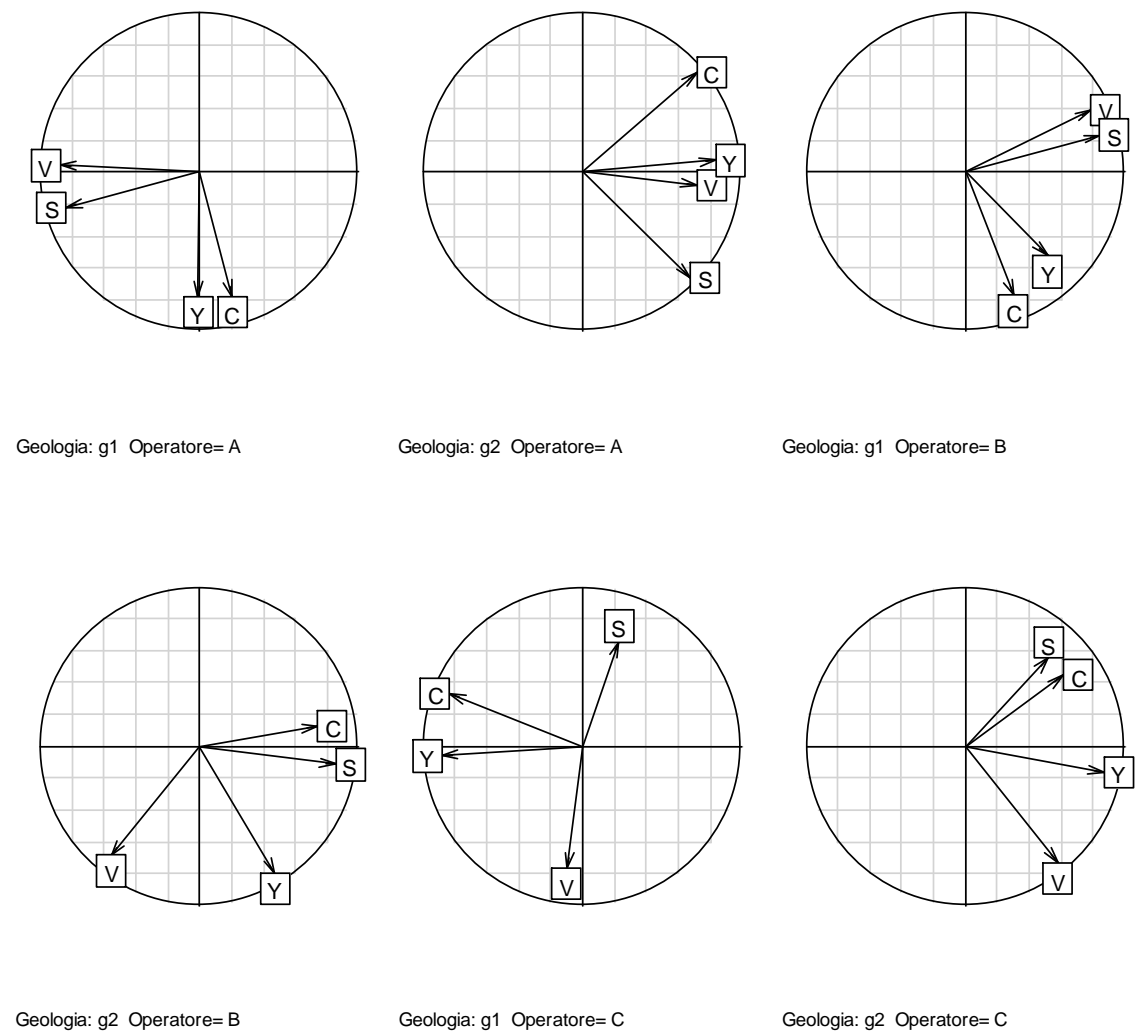 V
S
Y
C
C
Y
V
S
V
S
Y
C
Geologia: g1 Operatore= A
Geologia: g2 Operatore= A
Geologia: g1 Operatore= B
C
S
V
Y
S
C
Y
V
S
C
Y
V
Geologia: g2 Operatore= B
Geologia: g1 Operatore= C
Geologia: g2 Operatore= C